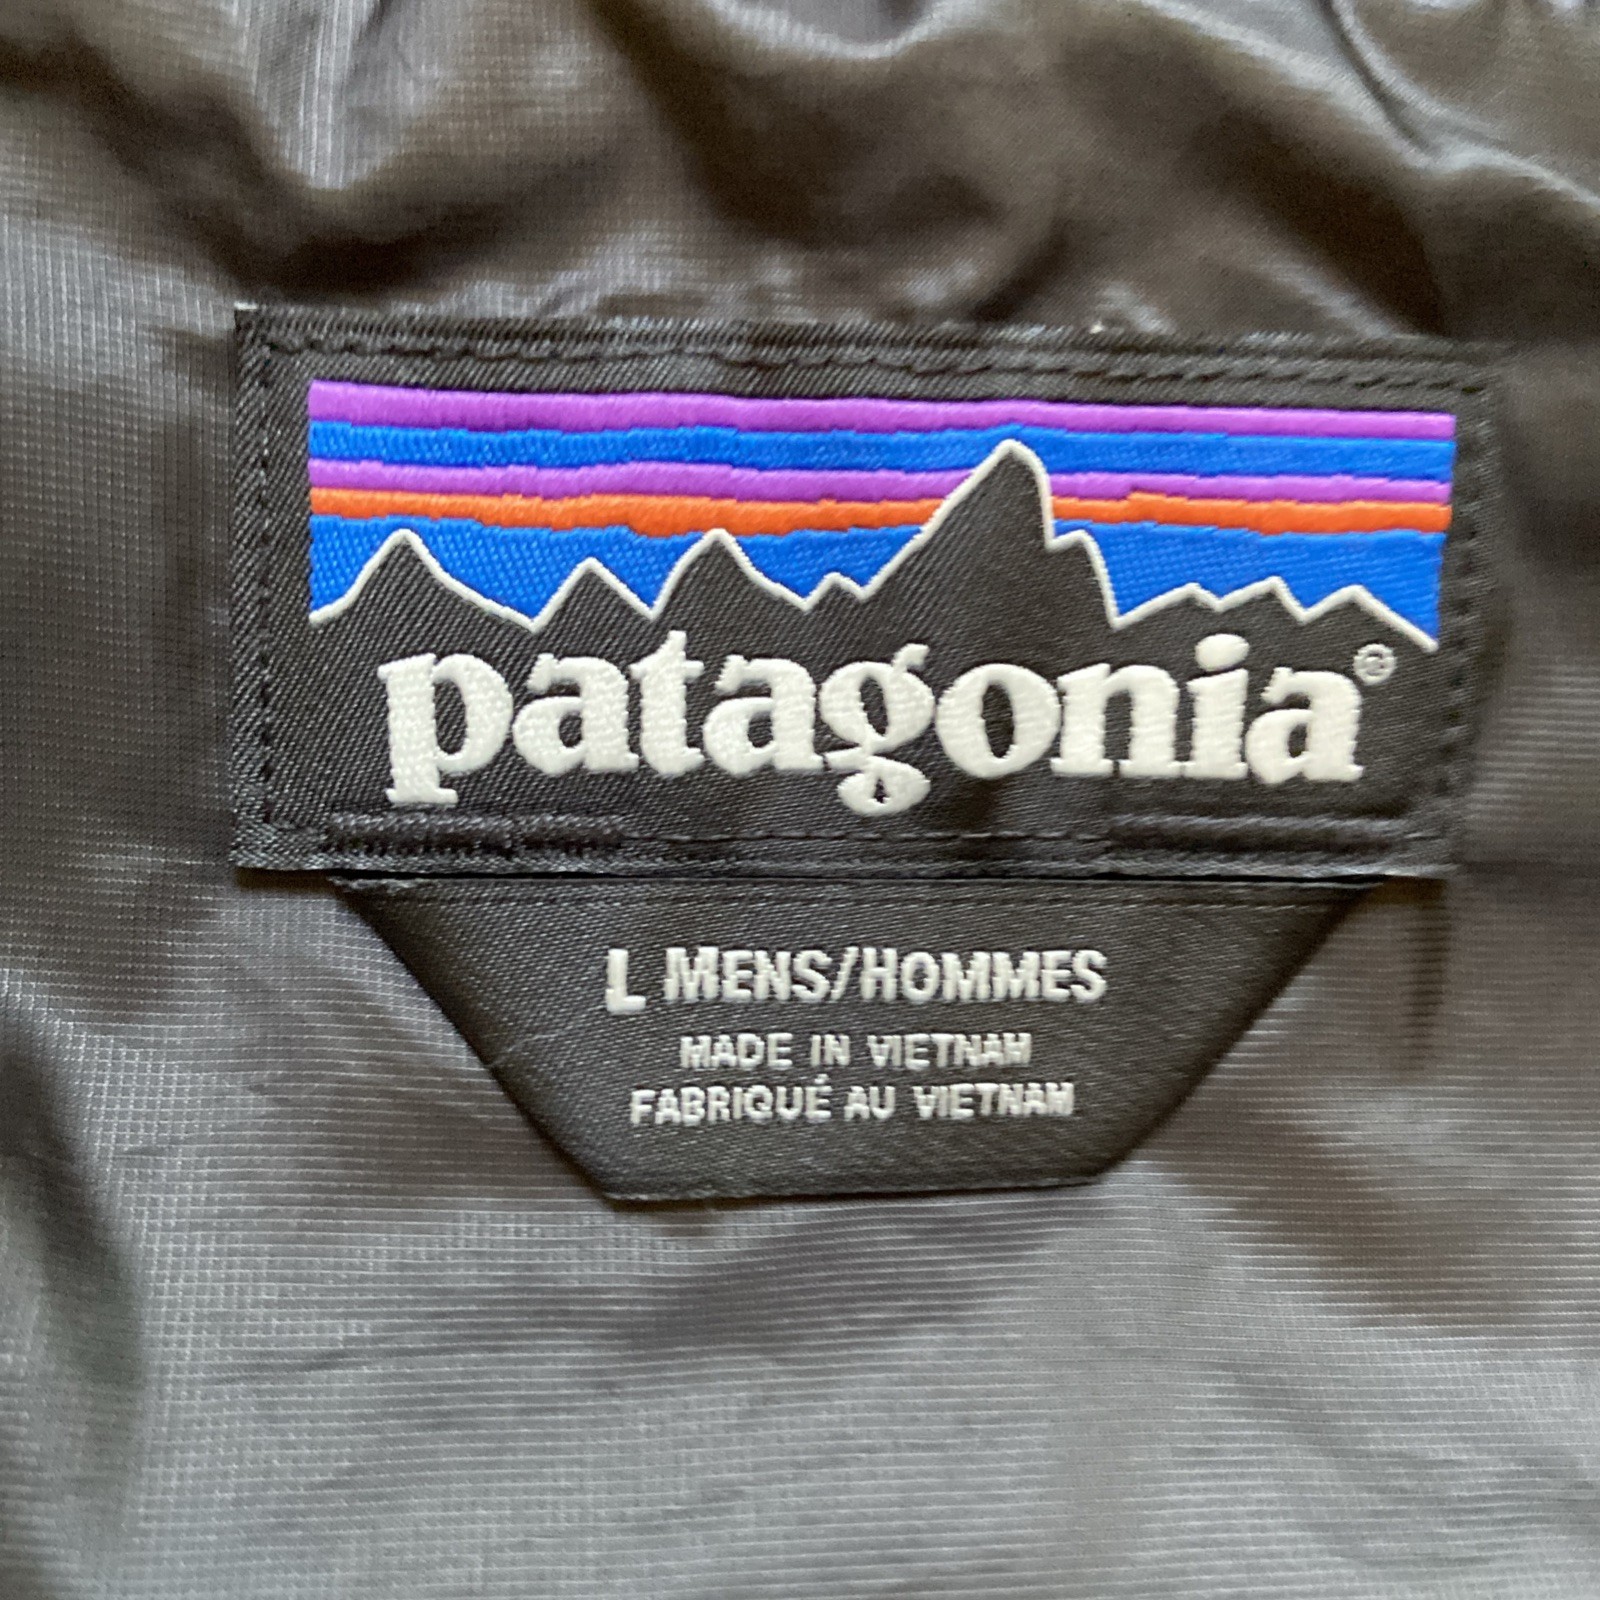 patagonia®
L MENS/HOMMES
MADE IN VIETNAM
FABRIQUÉ AU VIETNAM